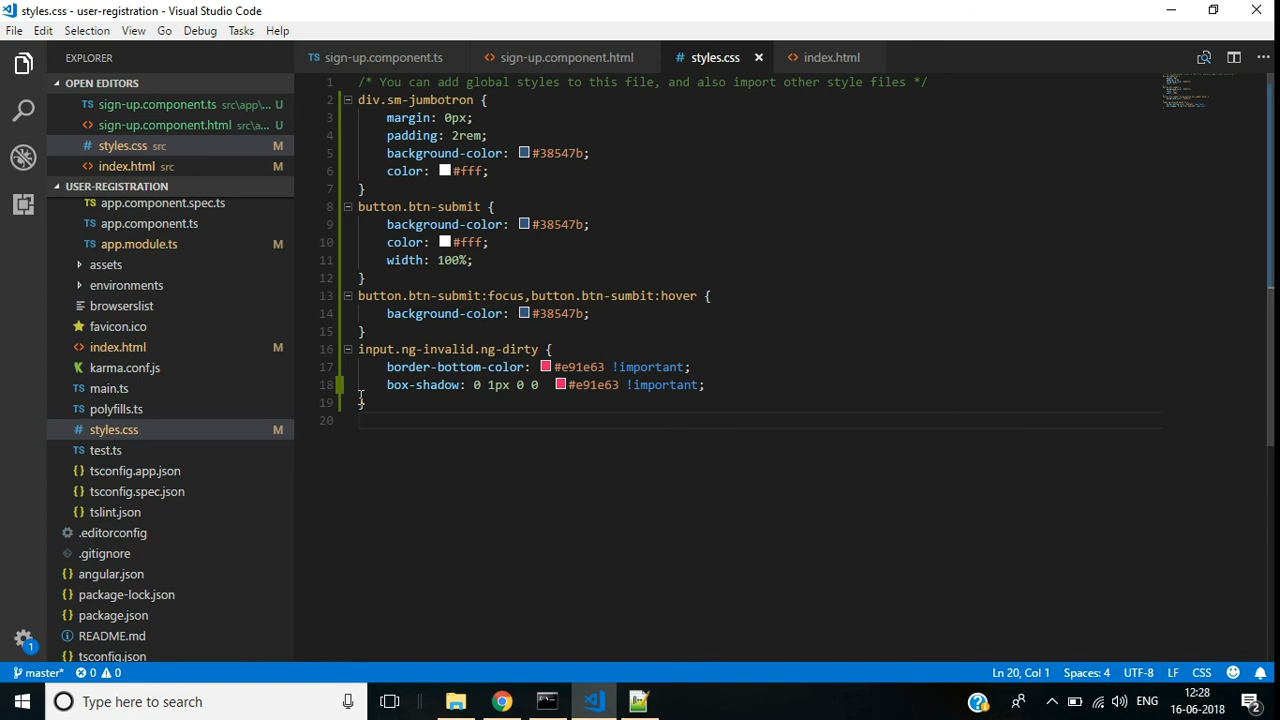 styles.css - user-registration - Visual Studio Code
File Edit Selection View Go Debug Tasks Help
EXPLORER
OPEN EDITORS
TS sign-up.component.ts src\app\... U
<> sign-up.component.html src\a... U
# styles.css src M
<> index.html src M
USER-REGISTRATION
TS app.component.spec.ts
TS app.component.ts
TS app.module.ts M
assets
environments
browserslist
favicon.ico
<> index.html M
karma.conf.js
TS main.ts
TS polyfills.ts
# styles.css M
TS test.ts
{} tsconfig.app.json
{} tsconfig.spec.json
{} tslint.json
.editorconfig
.gitignore
{} angular.json
{} package-lock.json
{} package.json
README.md
{} tsconfig.json
TS sign-up.component.ts <> sign-up.component.html # styles.css <> index.html
1 /* You can add global styles to this file, and also import other style files */
2 div.sm-jumbotron {
3 margin: 0px;
4 padding: 2rem;
5 background-color: #38547b;
6 color: #fff;
7 }
8 button.btn-submit {
9 background-color: #38547b;
10 color: #fff;
11 width: 100%;
12 }
13 button.btn-submit:focus,button.btn-sumbit:hover {
14 background-color: #38547b;
15 }
16 input.ng-invalid.ng-dirty {
17 border-bottom-color: #e91e63 !important;
18 box-shadow: 0 1px 0 0 #e91e63 !important;
19 }
20
1
master* 0 0 Ln 20, Col 1 Spaces: 4 UTF-8 LF CSS
Type here to search
ENG
12:28
16-06-2018
2